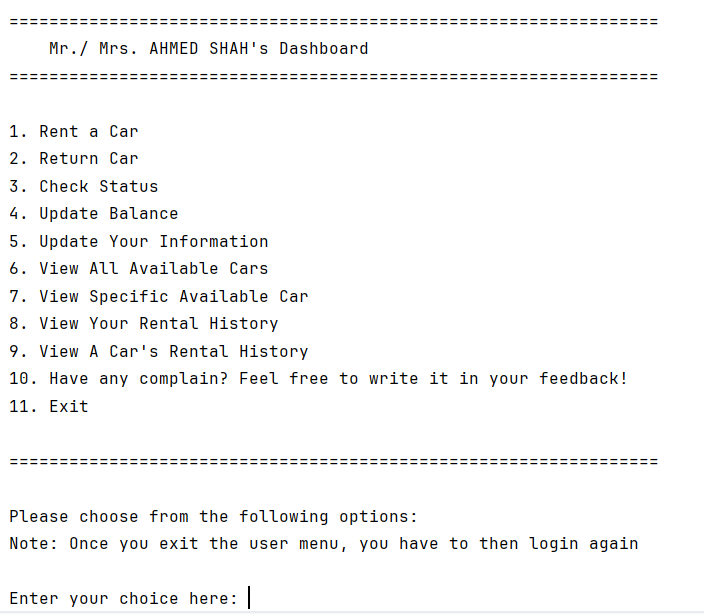 =================================================================
Mr./ Mrs. AHMED SHAH's Dashboard
=================================================================
1. Rent a Car
2. Return Car
3. Check Status
4. Update Balance
5. Update Your Information
6. View All Available Cars
7. View Specific Available Car
8. View Your Rental History
9. View A Car's Rental History
10. Have any complain? Feel free to write it in your feedback!
11. Exit
=================================================================
Please choose from the following options:
Note: Once you exit the user menu, you have to then login again
Enter your choice here: